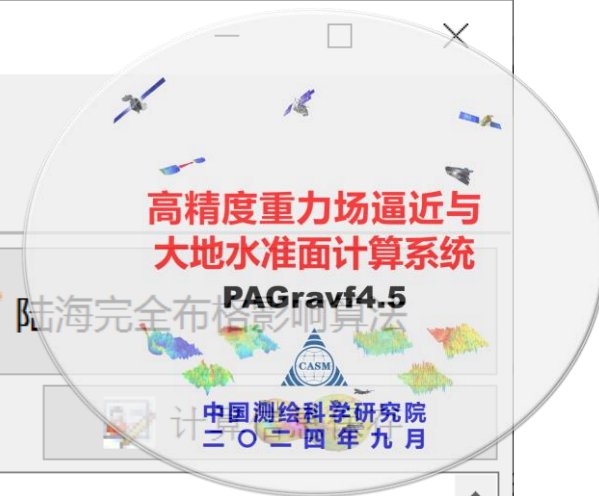 高精度重力场逼近与
大地水准面计算系统
PAGravf4.5
陆海完全布格影响算法
CASM
计算
中国测绘科学研究院
二〇二四年九月